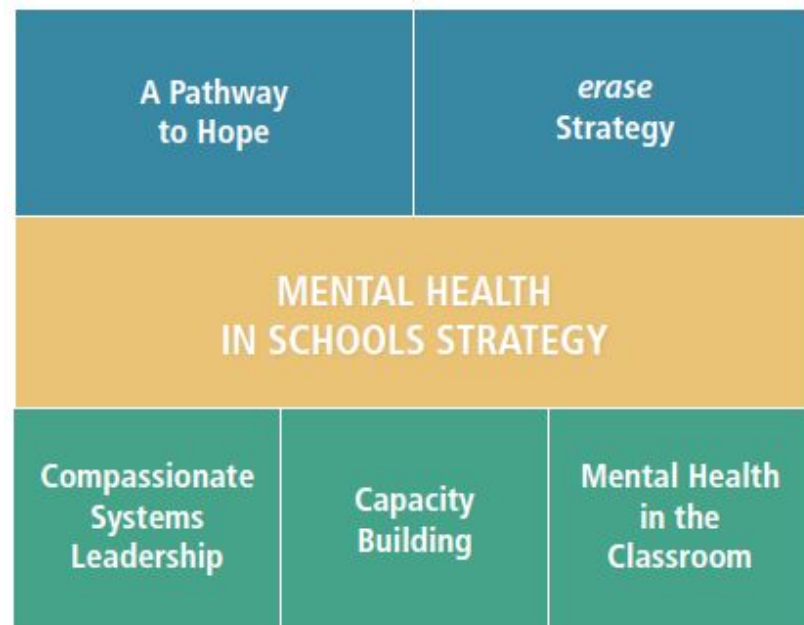 A Pathway
to Hope
erase
Strategy
MENTAL HEALTH
IN SCHOOLS STRATEGY
Compassionate
Systems
Leadership
Capacity
Building
Mental Health
in the
Classroom